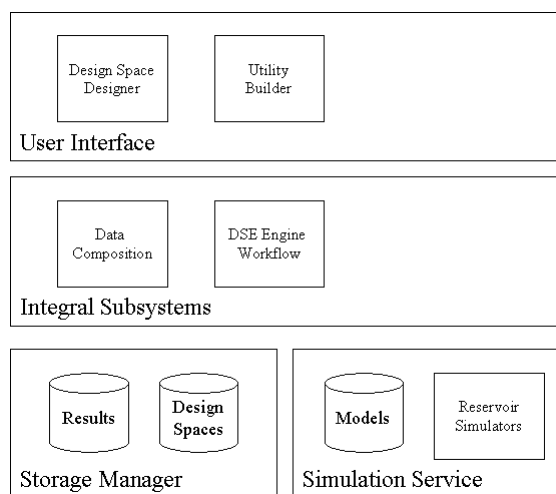 Design Space
Designer
Utility
Builder
User Interface
Data
Composition
DSE Engine
Workflow
Integral Subsystems
Results
Design
Spaces
Storage Manager
Models
Reservoir
Simulators
Simulation Service